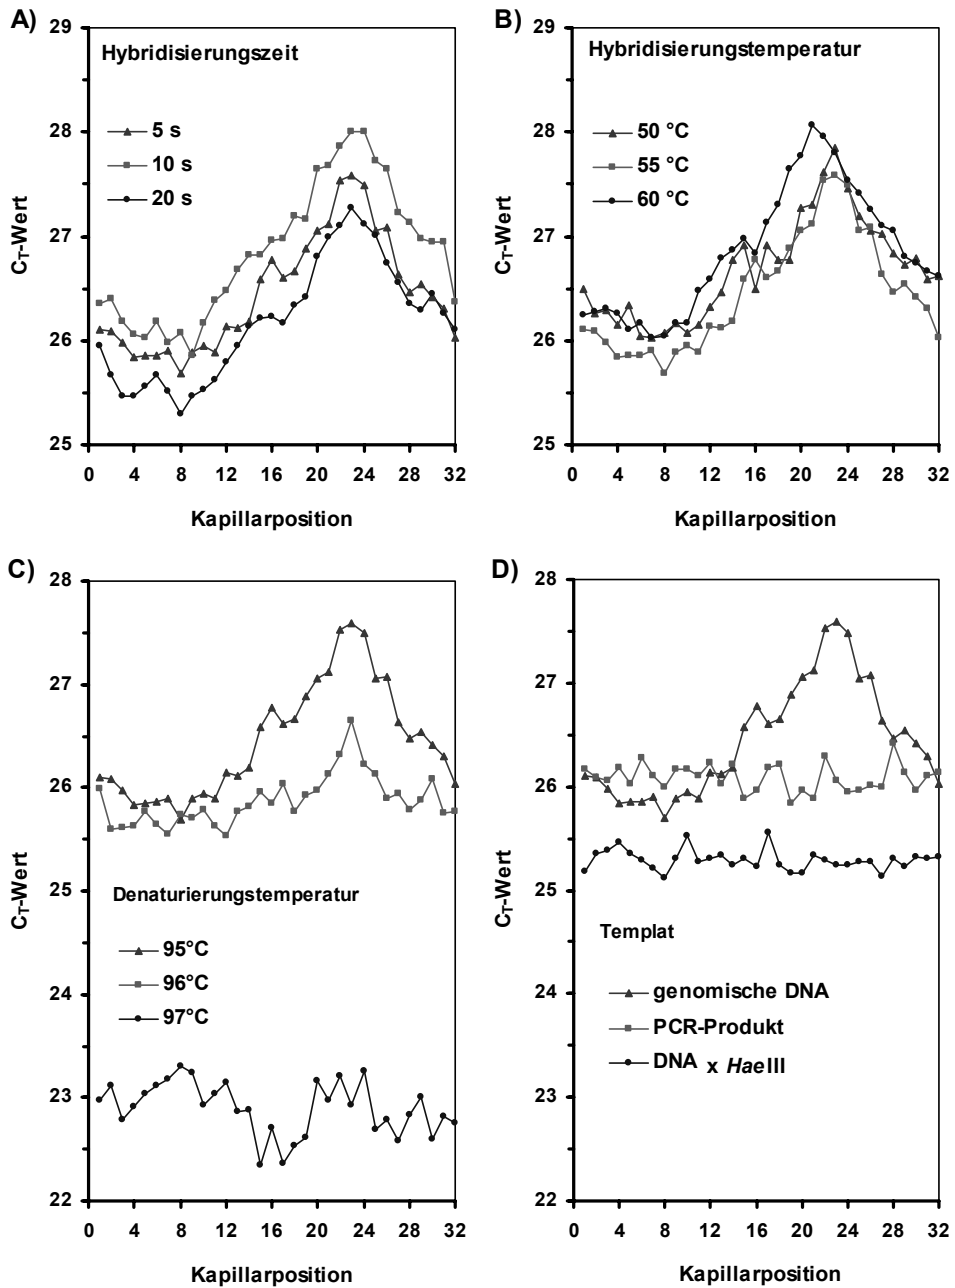 A)
29
28
27
26
25
C_T-Wert
Hybridisierungszeit
5 s
10 s
20 s
0 4 8 12 16 20 24 28 32
Kapillarposition
B)
29
28
27
26
25
C_T-Wert
Hybridisierungstemperatur
50 °C
55 °C
60 °C
0 4 8 12 16 20 24 28 32
Kapillarposition
C)
28
27
26
25
24
23
22
C_T-Wert
Denaturierungstemperatur
95°C
96°C
97°C
0 4 8 12 16 20 24 28 32
Kapillarposition
D)
28
27
26
25
24
23
22
C_T-Wert
Templat
genomische DNA
PCR-Produkt
DNA x HaeIII
0 4 8 12 16 20 24 28 32
Kapillarposition